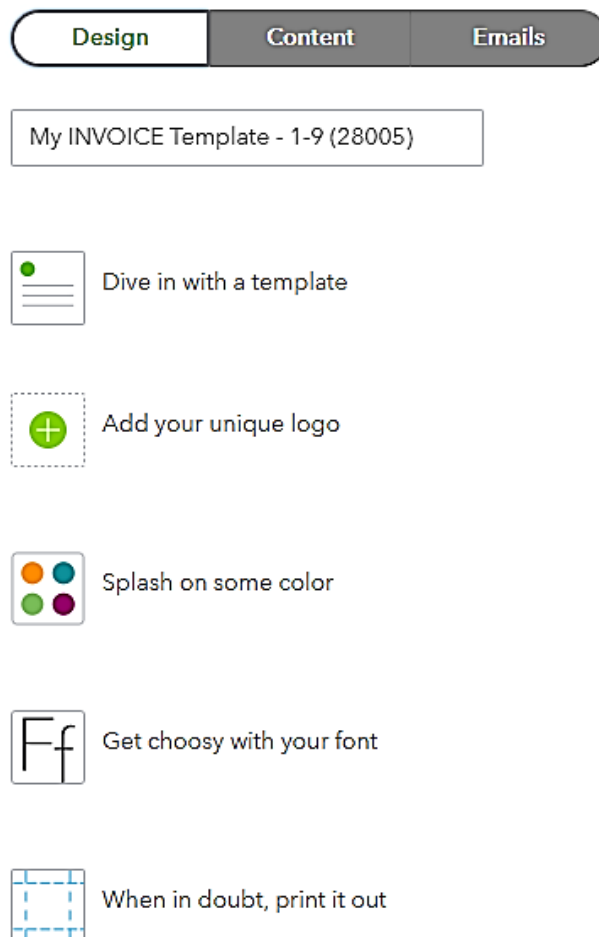 Design Content Emails
My INVOICE Template - 1-9 (28005)
Dive in with a template
Add your unique logo
Splash on some color
Ff Get choosy with your font
When in doubt, print it out